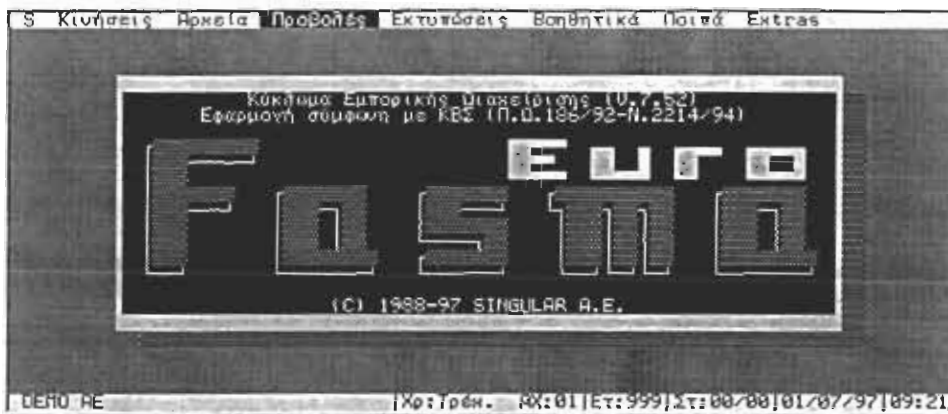 S Κινήσεις Αρχεία Προβολές Εκτυπώσεις Βοηθητικά Λοιπά Extras
Κύκλωμα Εμπορικής Διαχείρισης (V.7.52)
Εφαρμογή σύμφωνη με ΚΒΣ (Π.Δ.186/92-Ν.2214/94)
Euro
Fasma
(C) 1988-97 SINGULAR A.E.
DEMO AE |Χρ:Τρέχ. |ΑΧ:01|Ετ:999|Στ:00/00|01/07/97|09:21